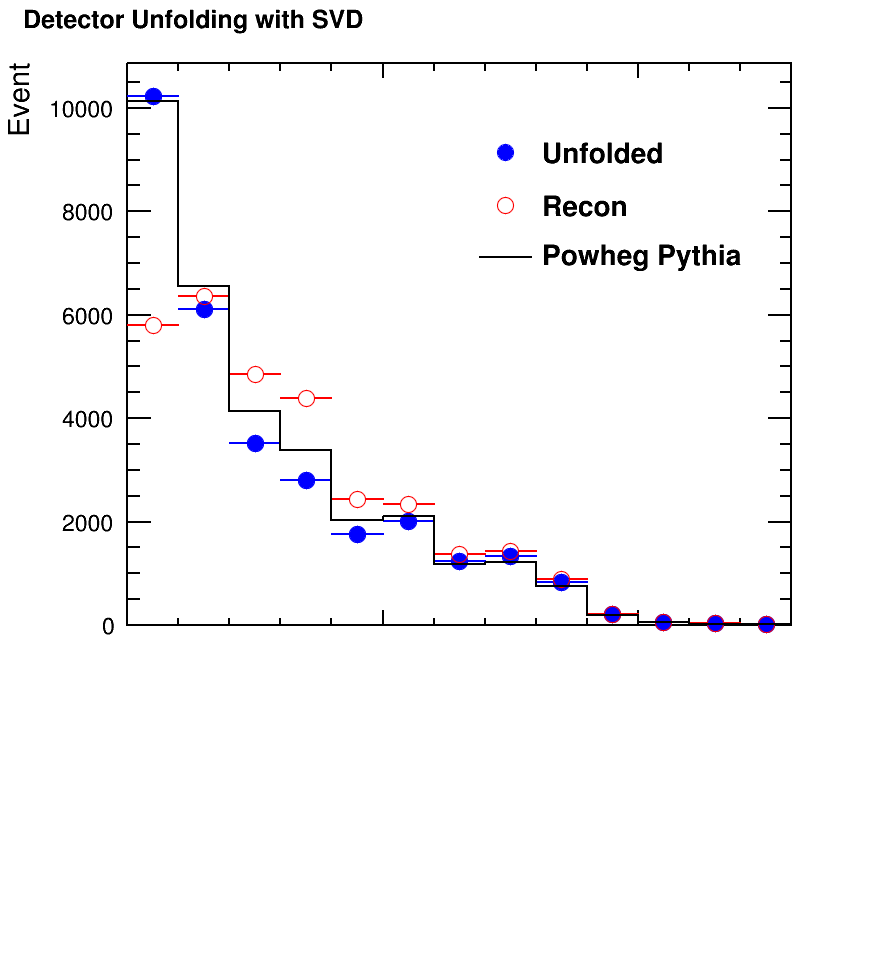 Detector Unfolding with SVD
Event
10000
8000
6000
4000
2000
0
Unfolded
Recon
Powheg Pythia